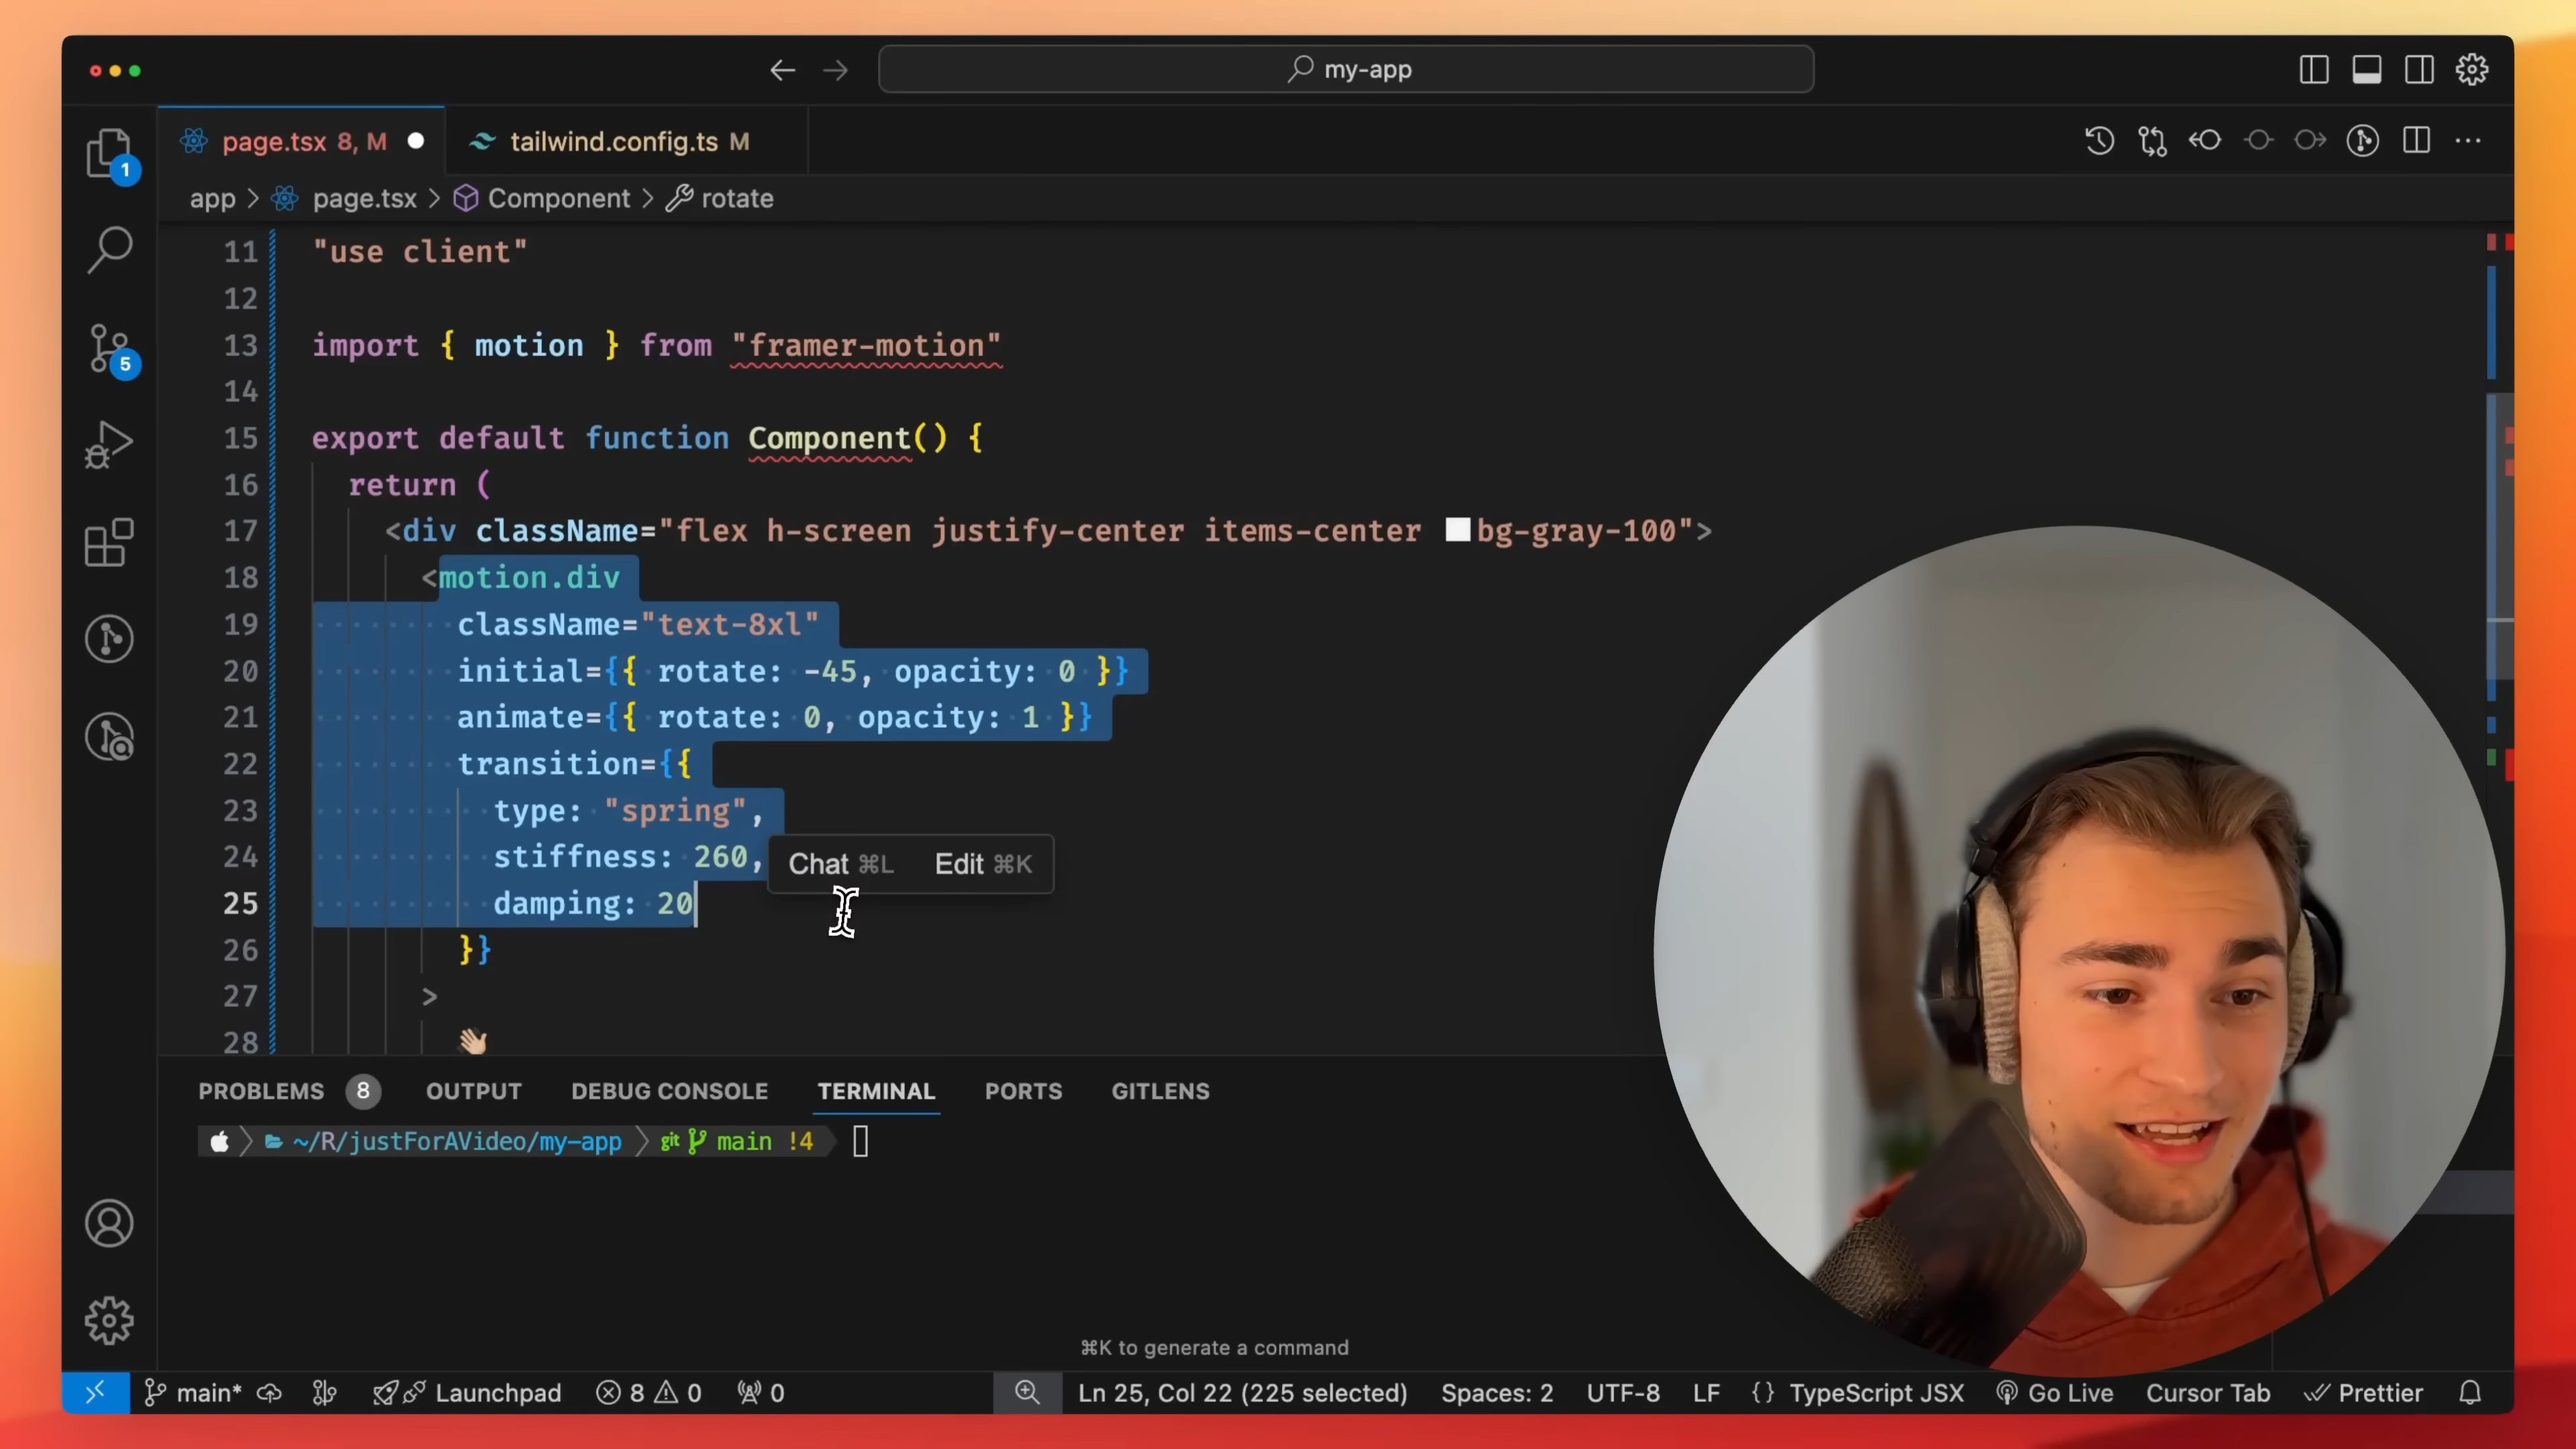 my-app
page.tsx 8, M
tailwind.config.ts M
app > page.tsx > Component > rotate
1
5
11 "use client"
12
13 import { motion } from "framer-motion"
14
15 export default function Component() {
16 return (
17 <div className="flex h-screen justify-center items-center bg-gray-100">
18 <motion.div
19 className="text-8xl"
20 initial={{ rotate: -45, opacity: 0 }}
21 animate={{ rotate: 0, opacity: 1 }}
22 transition={{
23 type: "spring",
24 stiffness: 260,
25 damping: 20
26 }}
27 >
28 👋🏻
Chat ⌘L Edit ⌘K
PROBLEMS 8 OUTPUT DEBUG CONSOLE TERMINAL PORTS GITLENS
~/R/justForAVideo/my-app git main !4
⌘K to generate a command
main* Launchpad 8 0 0 Ln 25, Col 22 (225 selected) Spaces: 2 UTF-8 LF {} TypeScript JSX Go Live Cursor Tab Prettier